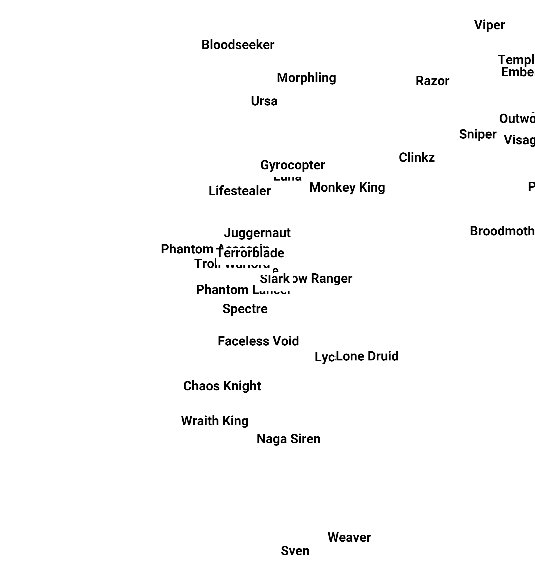 Viper
Bloodseeker
Templ
Embe
Morphling
Razor
Ursa
Outwo
Sniper
Visag
Clinkz
Gyrocopter
Luna
Monkey King
Lifestealer
P
Broodmoth
Juggernaut
Phantom Assassin
Terrorblade
Troll Warlord
e
Slark
ow Ranger
Phantom Lancer
Spectre
Faceless Void
Lyc
Lone Druid
Chaos Knight
Wraith King
Naga Siren
Weaver
Sven